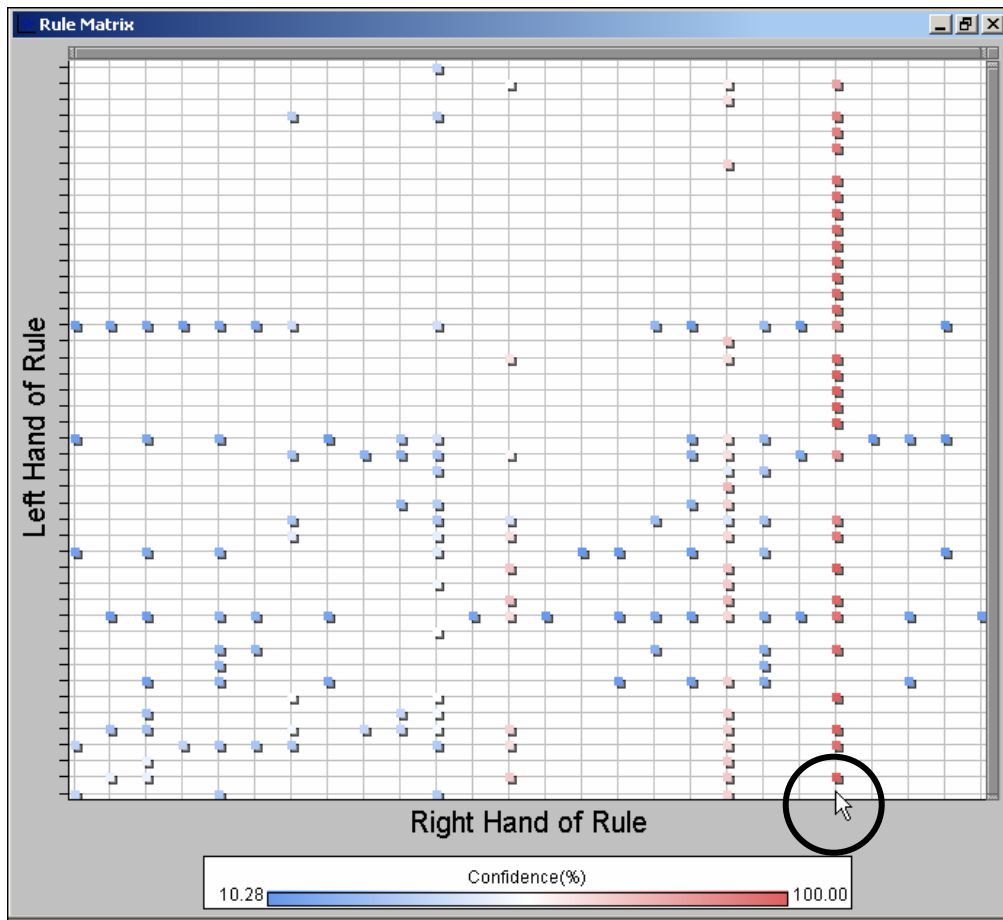 Rule Matrix
Left Hand of Rule
Right Hand of Rule
Confidence(%)
10.28 100.00